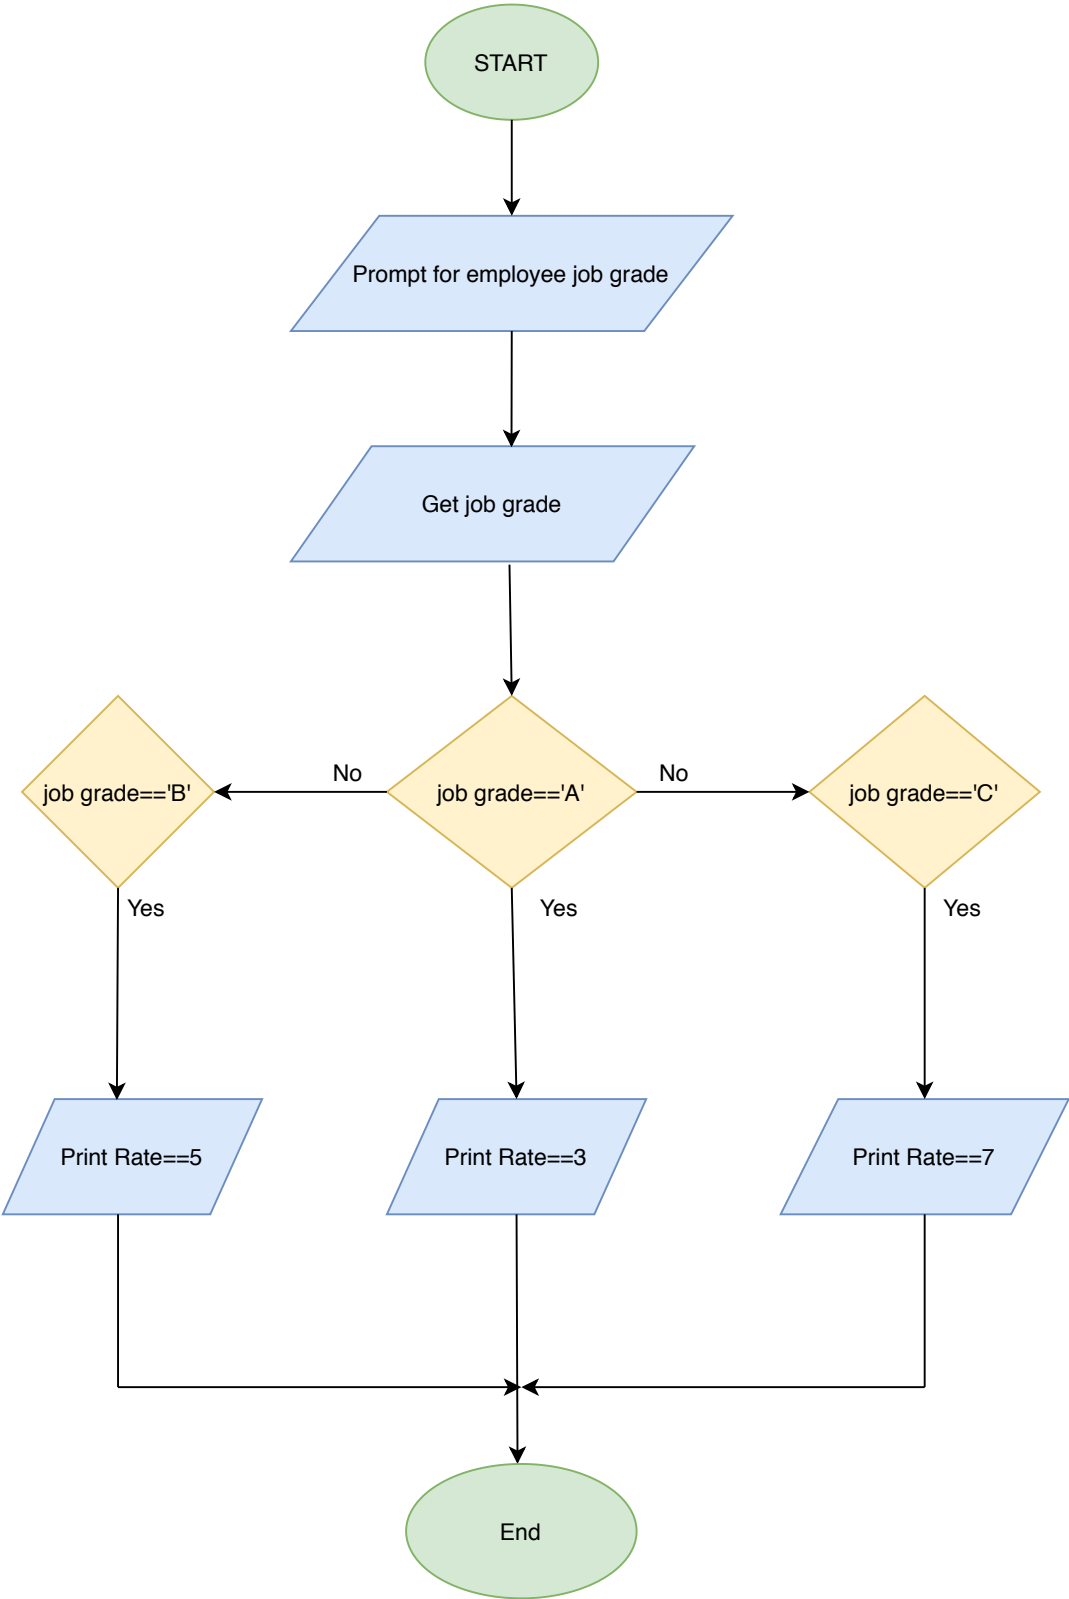 START
Prompt for employee job grade
Get job grade
No
No
job grade=='B'
job grade=='A'
job grade=='C'
Yes
Yes
Yes
Print Rate==5
Print Rate==3
Print Rate==7
End